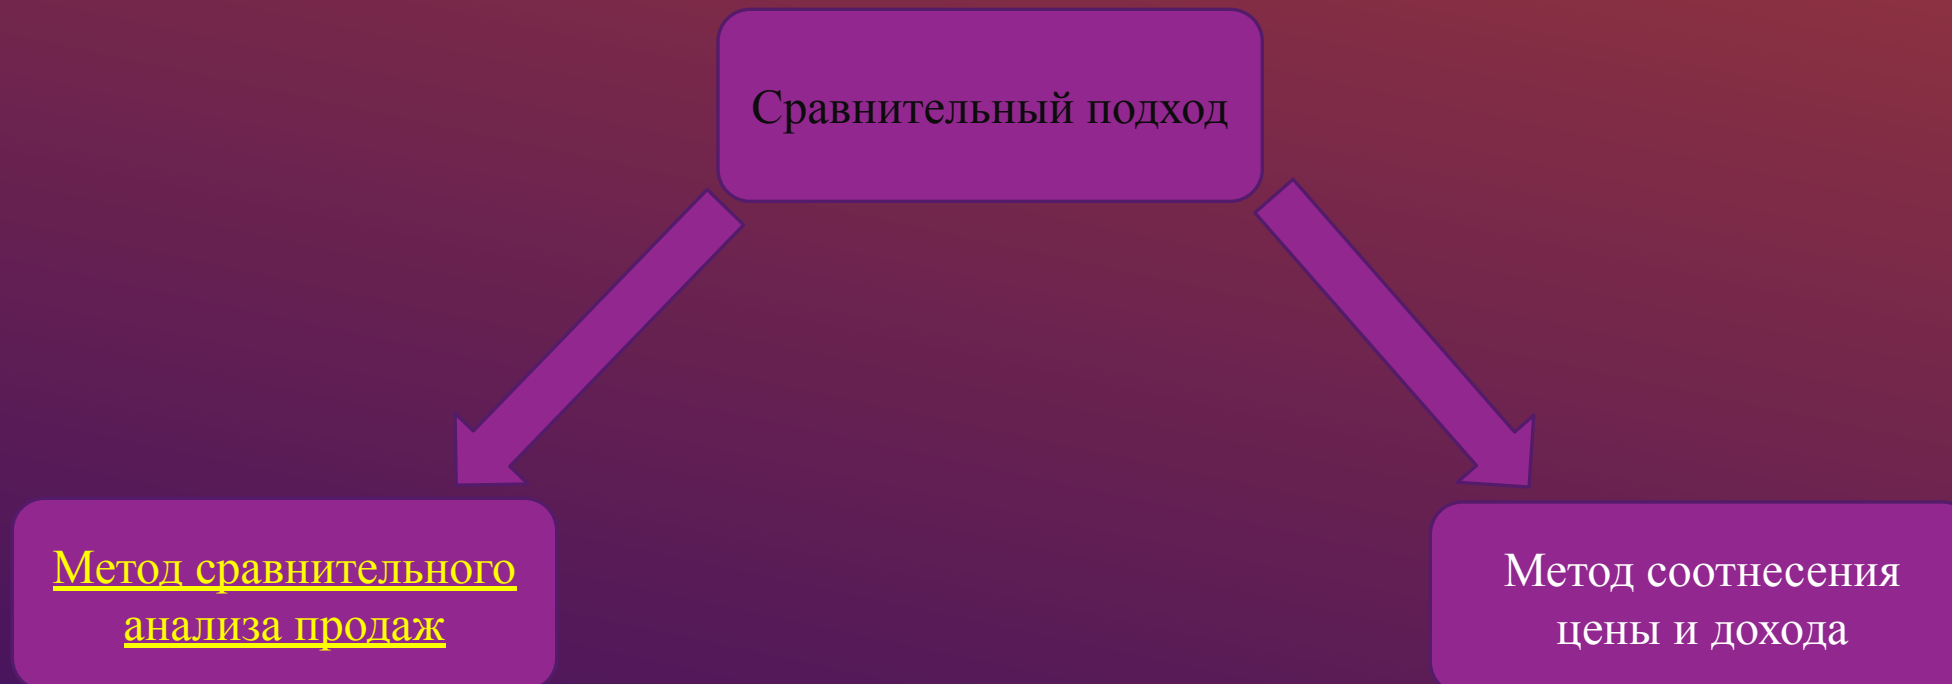 Сравнительный подход
Метод сравнительного
анализа продаж
Метод соотнесения
цены и дохода